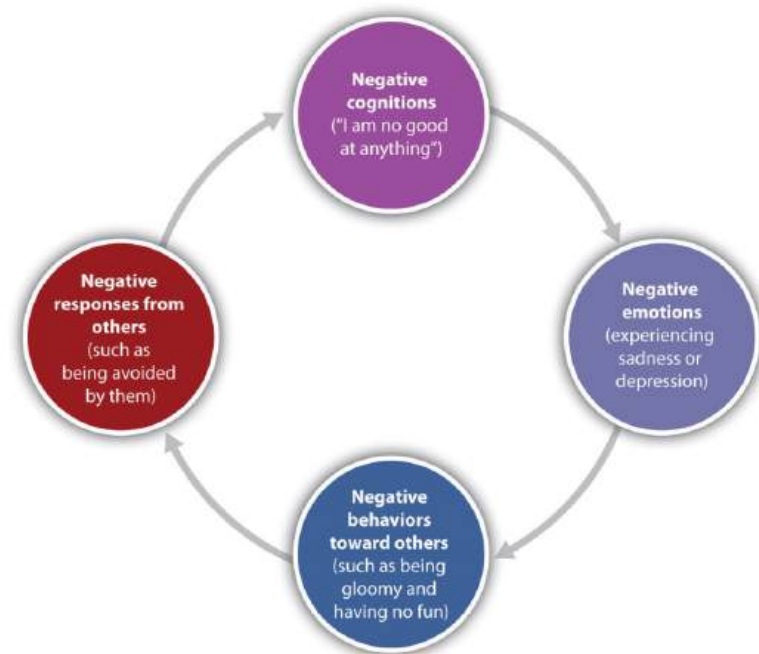 Negative
cognitions
("I am no good
at anything")
Negative
emotions
(experiencing
sadness or
depression)
Negative
behaviors
toward others
(such as being
gloomy and
having no fun)
Negative
responses from
others
(such as
being avoided
by them)